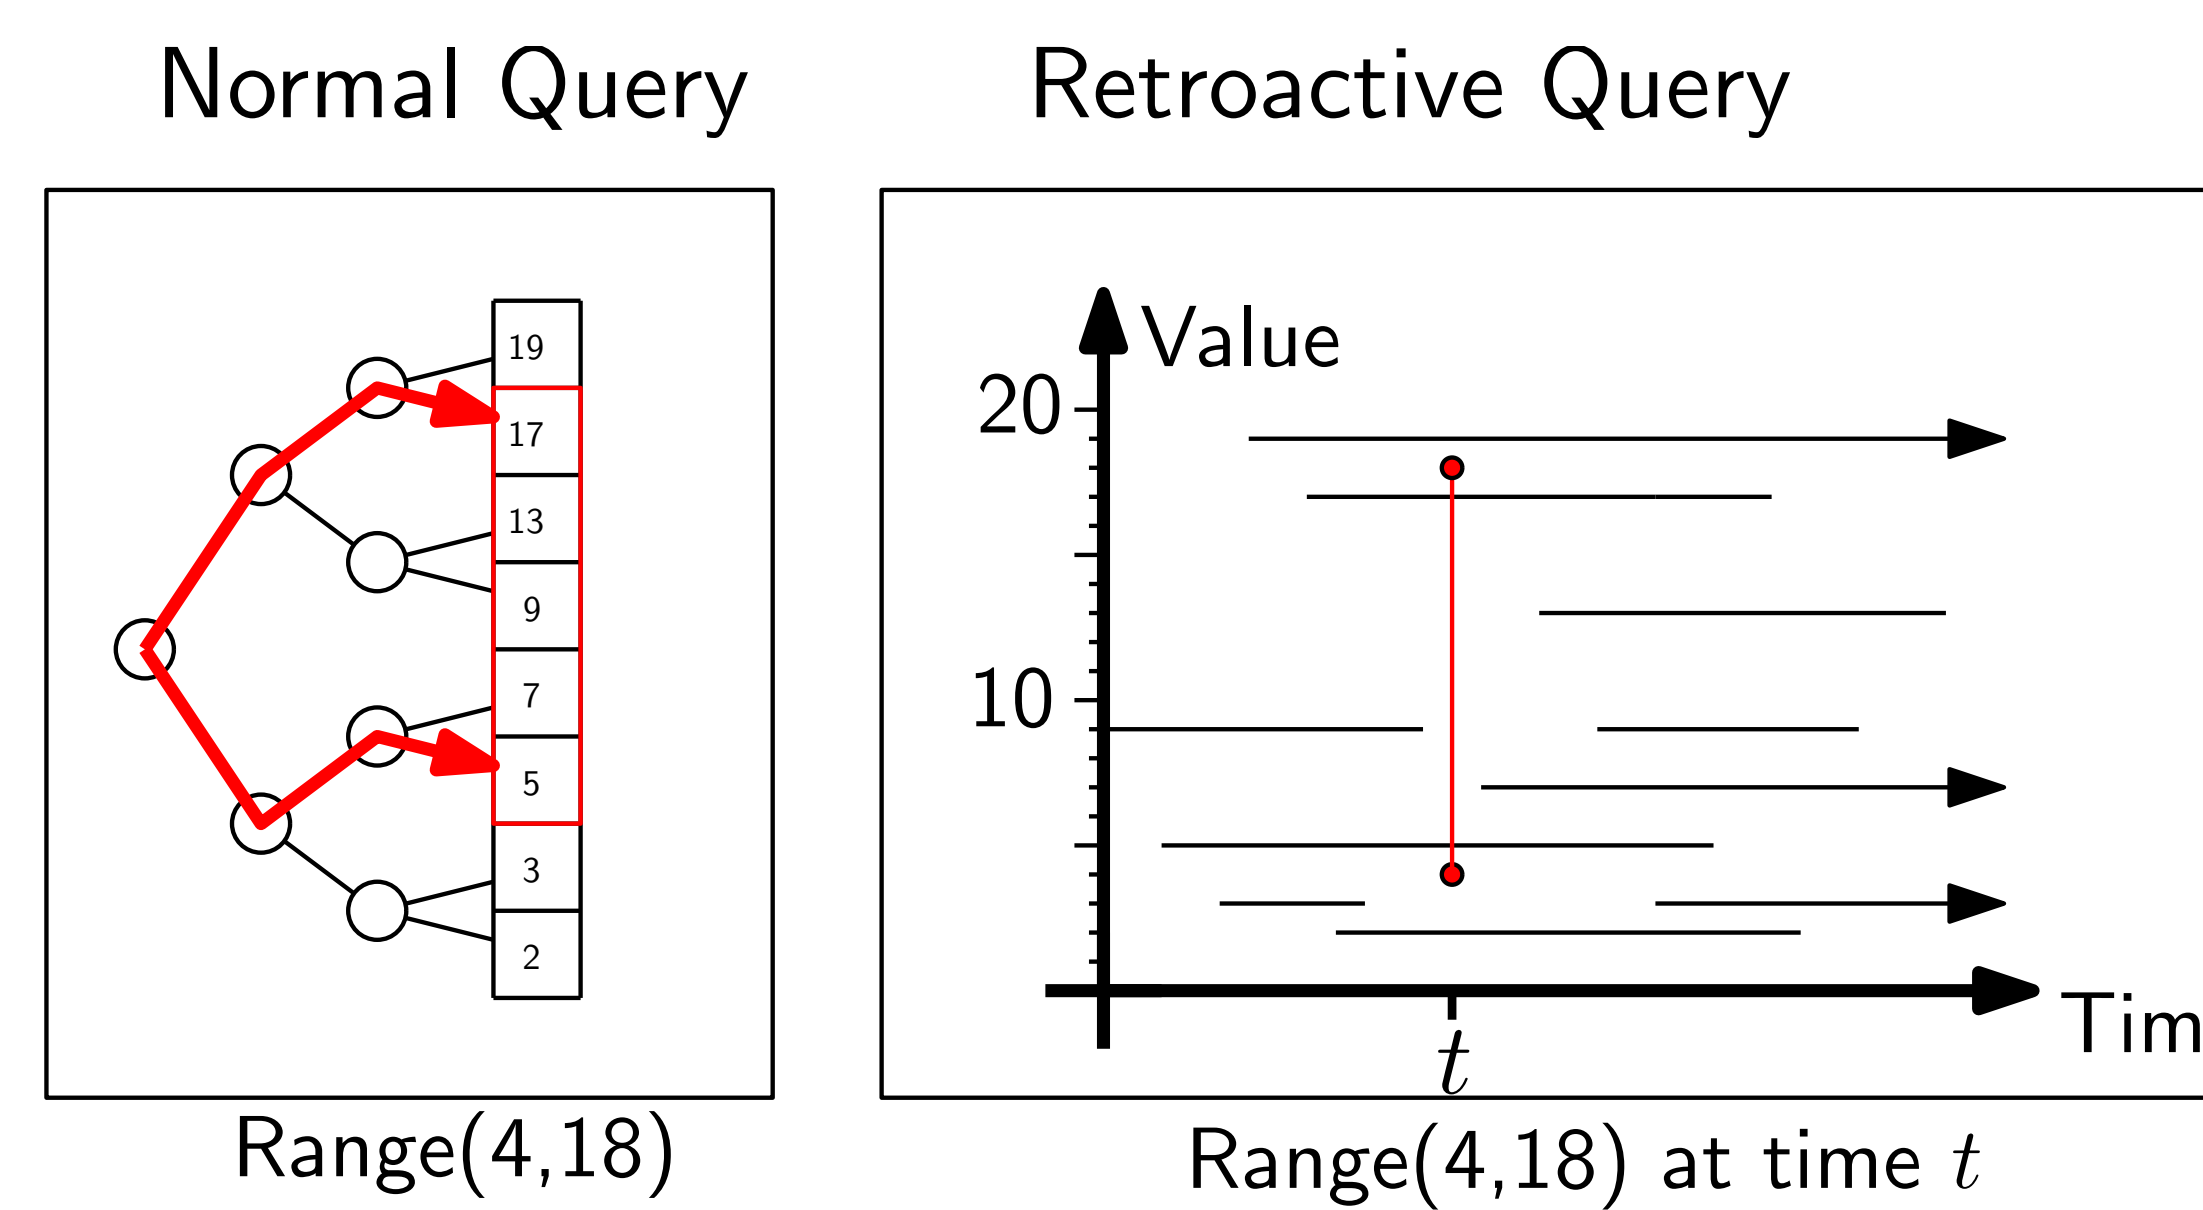 Normal Query
Retroactive Query
19
17
13
9
7
5
3
2
Range(4,18)
Value
20
10
t
Tim
Range(4,18) at time t